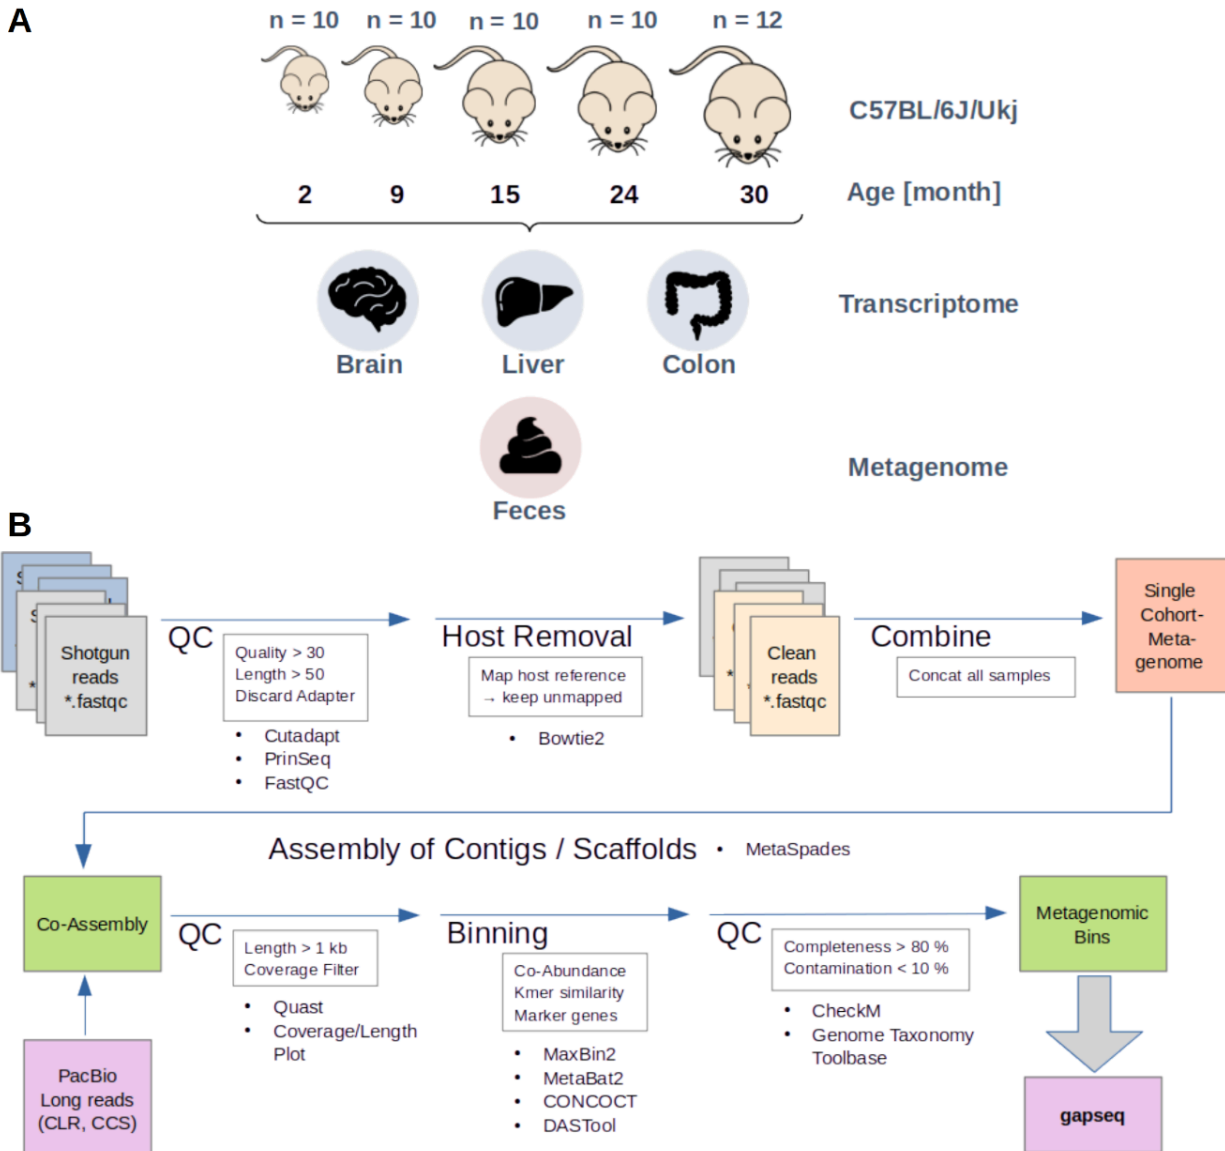 A
n = 10 n = 10 n = 10 n = 10 n = 12
C57BL/6J/Ukj
2 9 15 24 30 Age [month]
Transcriptome
Brain Liver Colon
Metagenome
Feces
B
Shotgun
reads
*.fastqc
QC
Quality > 30
Length > 50
Discard Adapter
• Cutadapt
• PrinSeq
• FastQC
Host Removal
Map host reference
→ keep unmapped
• Bowtie2
Clean
reads
*.fastqc
Combine
Concat all samples
Single
Cohort-
Meta-
genome
Assembly of Contigs / Scaffolds • MetaSpades
Co-Assembly
QC
Length > 1 kb
Coverage Filter
• Quast
• Coverage/Length
Plot
Binning
Co-Abundance
Kmer similarity
Marker genes
• MaxBin2
• MetaBat2
• CONCOCT
• DASTool
QC
Completeness > 80 %
Contamination < 10 %
• CheckM
• Genome Taxonomy
Toolbase
Metagenomic
Bins
PacBio
Long reads
(CLR, CCS)
gapseq